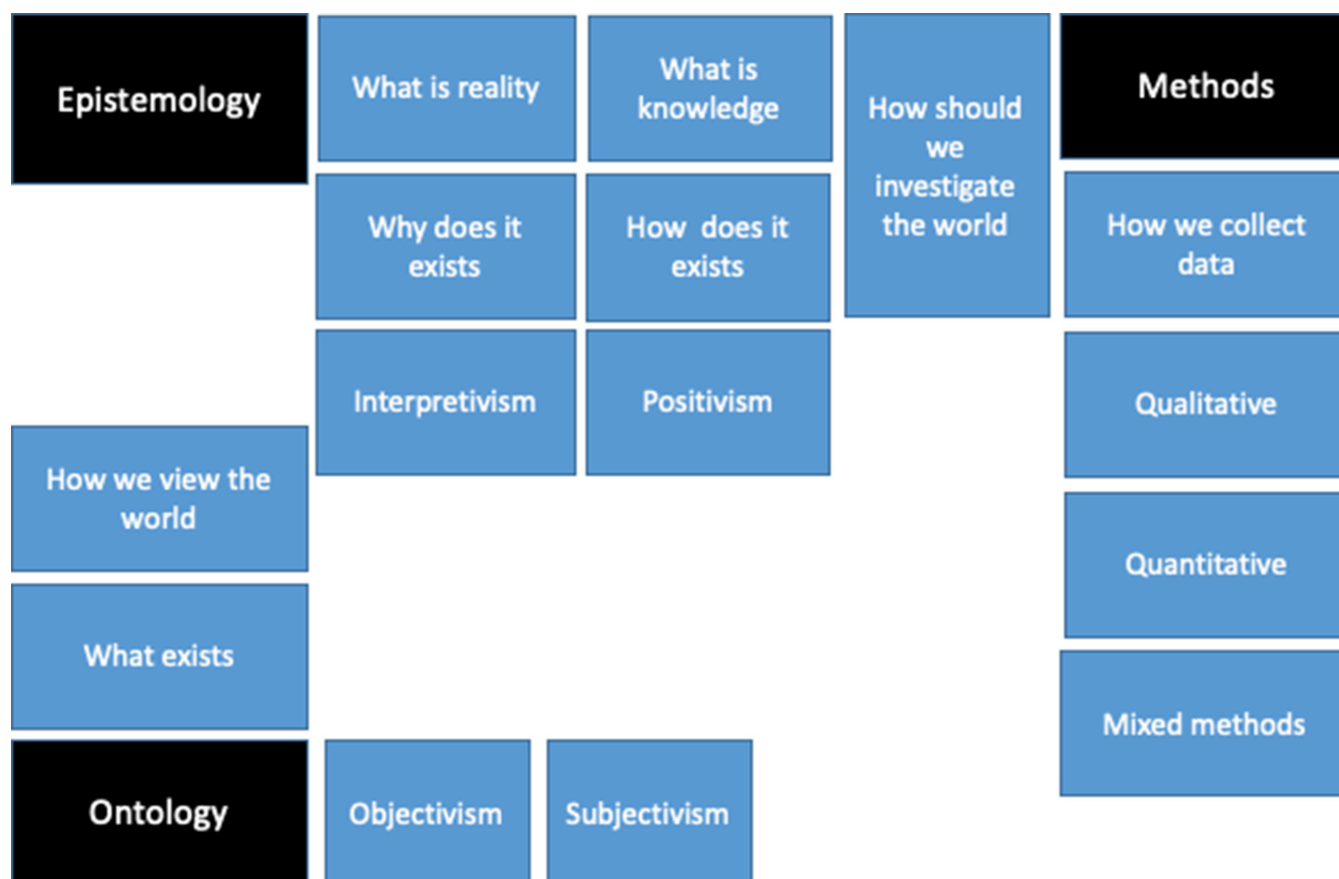 Epistemology
What is reality
What is
knowledge
How should
we
investigate
the world
Methods
Why does it
exists
How does it
exists
How we collect
data
Interpretivism
Positivism
Qualitative
How we view the
world
Quantitative
What exists
Mixed methods
Ontology
Objectivism
Subjectivism